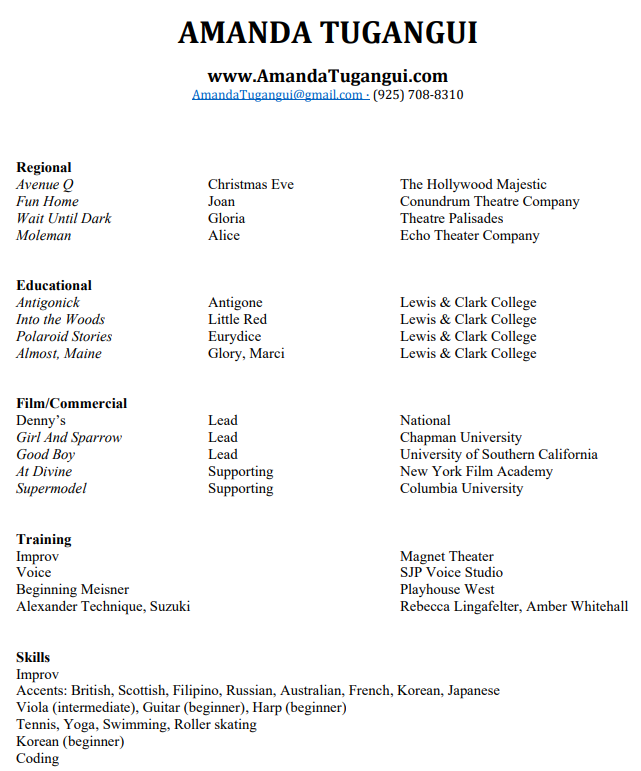 AMANDA TUGANGUI
www.AmandaTugangui.com
AmandaTugangui@gmail.com · (925) 708-8310
Regional
Avenue Q Christmas Eve The Hollywood Majestic
Fun Home Joan Conundrum Theatre Company
Wait Until Dark Gloria Theatre Palisades
Moleman Alice Echo Theater Company
Educational
Antigonick Antigone Lewis & Clark College
Into the Woods Little Red Lewis & Clark College
Polaroid Stories Eurydice Lewis & Clark College
Almost, Maine Glory, Marci Lewis & Clark College
Film/Commercial
Denny’s Lead National
Girl And Sparrow Lead Chapman University
Good Boy Lead University of Southern California
At Divine Supporting New York Film Academy
Supermodel Supporting Columbia University
Training
Improv Magnet Theater
Voice SJP Voice Studio
Beginning Meisner Playhouse West
Alexander Technique, Suzuki Rebecca Lingafelter, Amber Whitehall
Skills
Improv
Accents: British, Scottish, Filipino, Russian, Australian, French, Korean, Japanese
Viola (intermediate), Guitar (beginner), Harp (beginner)
Tennis, Yoga, Swimming, Roller skating
Korean (beginner)
Coding